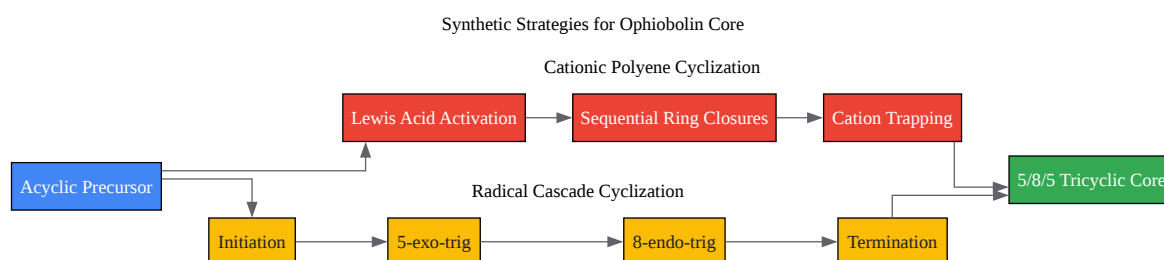 Synthetic Strategies for Ophiobolin Core
Cationic Polyene Cyclization
Lewis Acid Activation
Sequential Ring Closures
Cation Trapping
Acyclic Precursor
5/8/5 Tricyclic Core
Radical Cascade Cyclization
Initiation
5-exo-trig
8-endo-trig
Termination